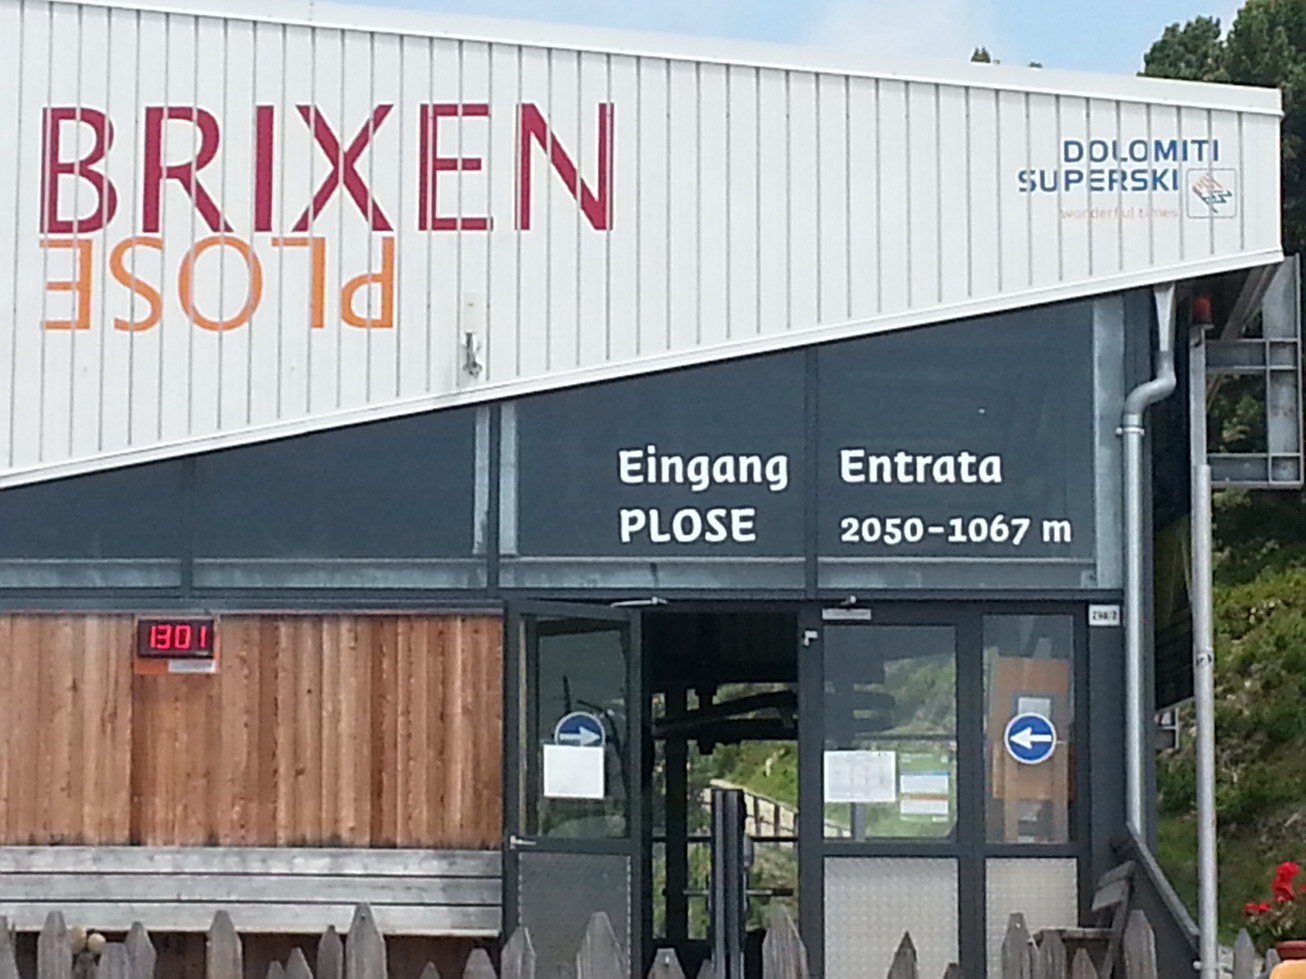 BRIXEN
PLOSE
DOLOMITI
SUPERSKI
wonderful times
Eingang
PLOSE
Entrata
2050-1067 m
1301